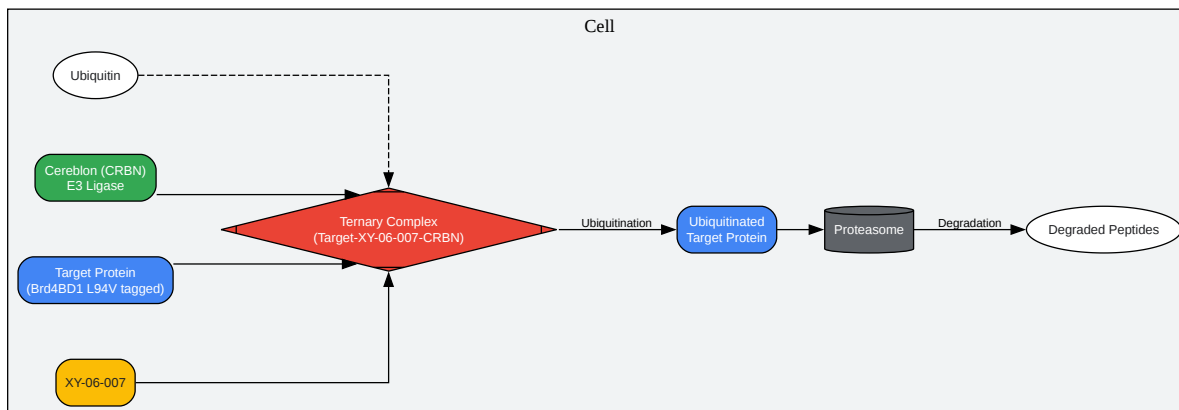 Cell
Ubiquitin
Cereblon (CRBN)
E3 Ligase
Target Protein
(Brd4BD1 L94V tagged)
XY-06-007
Ternary Complex
(Target-XY-06-007-CRBN)
Ubiquitination
Ubiquitinated
Target Protein
Proteasome
Degradation
Degraded Peptides